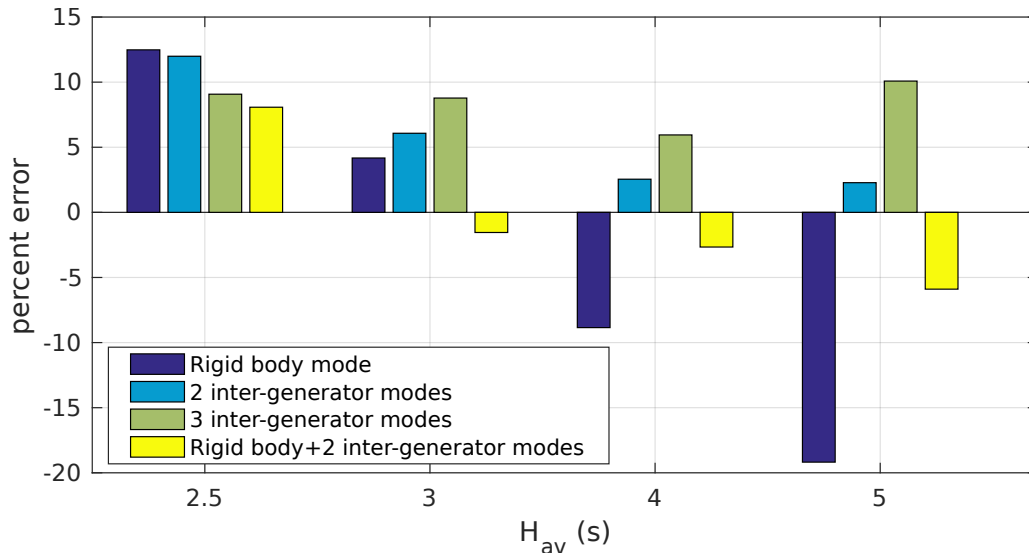 15
10
5
0
-5
-10
-15
-20
percent error
Rigid body mode
2 inter-generator modes
3 inter-generator modes
Rigid body+2 inter-generator modes
2.5 3 4 5
H_av (s)